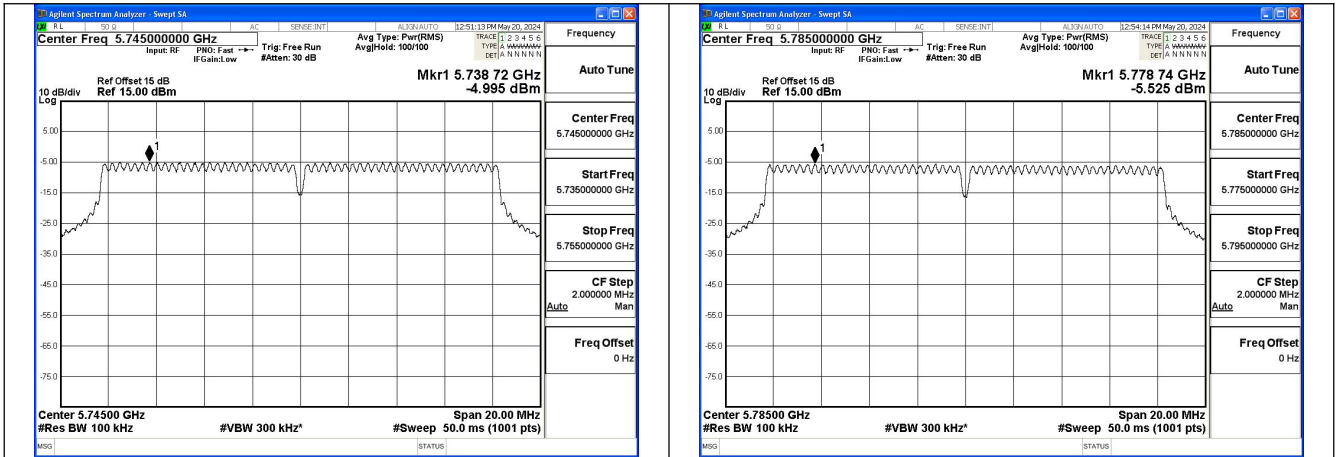 Agilent Spectrum Analyzer - Swept SA
RL 50 Ω AC SENSE:INT ALIGN AUTO 12:51:13 PM May 20, 2024
Center Freq 5.745000000 GHz
Input: RF PNO: Fast Trig: Free Run
IFGain:Low #Atten: 30 dB
Avg Type: Pwr(RMS)
Avg|Hold: 100/100
TRACE 1 2 3 4 5 6
TYPE A WWWWW
DET A N N N N N
Frequency
Mkr1 5.738 72 GHz
-4.995 dBm
Ref Offset 15 dB
10 dB/div Ref 15.00 dBm
Log
5.00
-5.00
-15.0
-25.0
-35.0
-45.0
-55.0
-65.0
-75.0
1
Center 5.74500 GHz Span 20.00 MHz
#Res BW 100 kHz #VBW 300 kHz* #Sweep 50.0 ms (1001 pts)
MSG STATUS
Auto Tune
Center Freq
5.745000000 GHz
Start Freq
5.735000000 GHz
Stop Freq
5.755000000 GHz
CF Step
2.000000 MHz
Auto Man
Freq Offset
0 Hz
Agilent Spectrum Analyzer - Swept SA
RL 50 Ω AC SENSE:INT ALIGN AUTO 12:54:14 PM May 20, 2024
Center Freq 5.785000000 GHz
Input: RF PNO: Fast Trig: Free Run
IFGain:Low #Atten: 30 dB
Avg Type: Pwr(RMS)
Avg|Hold: 100/100
TRACE 1 2 3 4 5 6
TYPE A WWWWW
DET A N N N N N
Frequency
Mkr1 5.778 74 GHz
-5.525 dBm
Ref Offset 15 dB
10 dB/div Ref 15.00 dBm
Log
5.00
-5.00
-15.0
-25.0
-35.0
-45.0
-55.0
-65.0
-75.0
1
Center 5.78500 GHz Span 20.00 MHz
#Res BW 100 kHz #VBW 300 kHz* #Sweep 50.0 ms (1001 pts)
MSG STATUS
Auto Tune
Center Freq
5.785000000 GHz
Start Freq
5.775000000 GHz
Stop Freq
5.795000000 GHz
CF Step
2.000000 MHz
Auto Man
Freq Offset
0 Hz